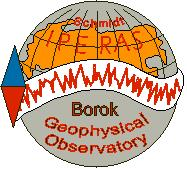 Schmidt
IPE RAS
Borok
Geophysical
Observatory